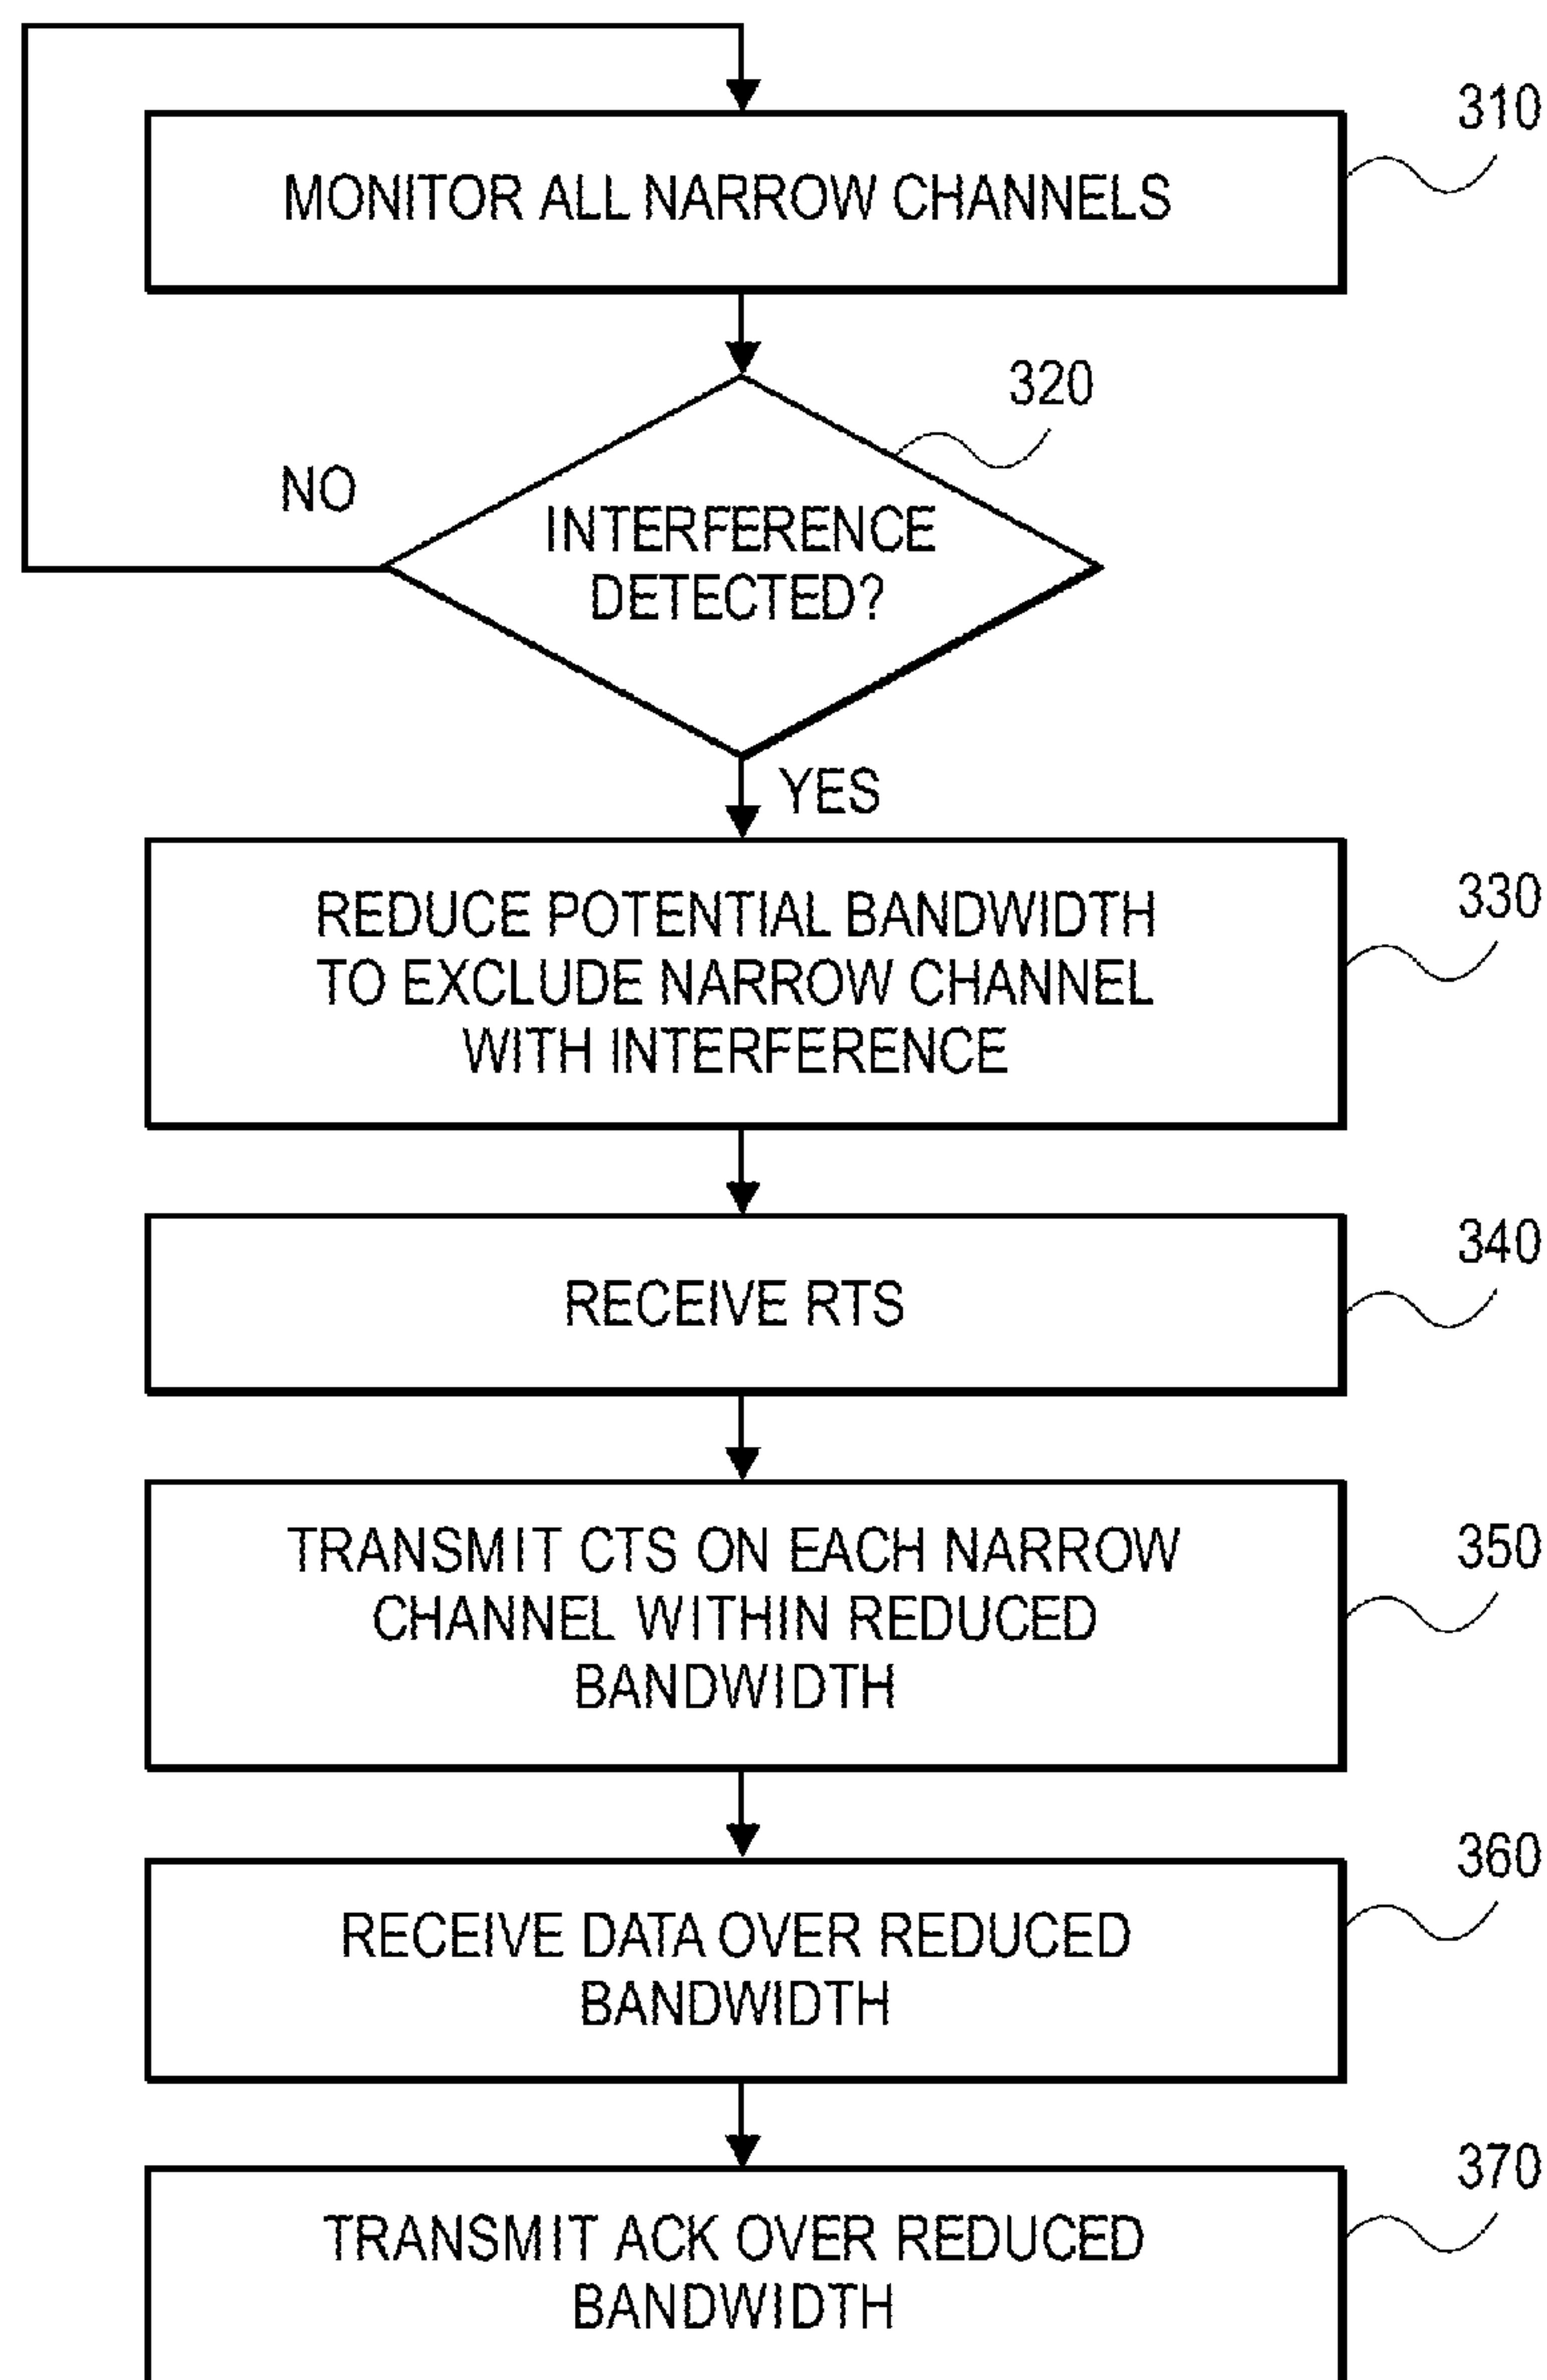 310
MONITOR ALL NARROW CHANNELS
320
NO
INTERFERENCE
DETECTED?
YES
330
REDUCE POTENTIAL BANDWIDTH
TO EXCLUDE NARROW CHANNEL
WITH INTERFERENCE
340
RECEIVE RTS
350
TRANSMIT CTS ON EACH NARROW
CHANNEL WITHIN REDUCED
BANDWIDTH
360
RECEIVE DATA OVER REDUCED
BANDWIDTH
370
TRANSMIT ACK OVER REDUCED
BANDWIDTH